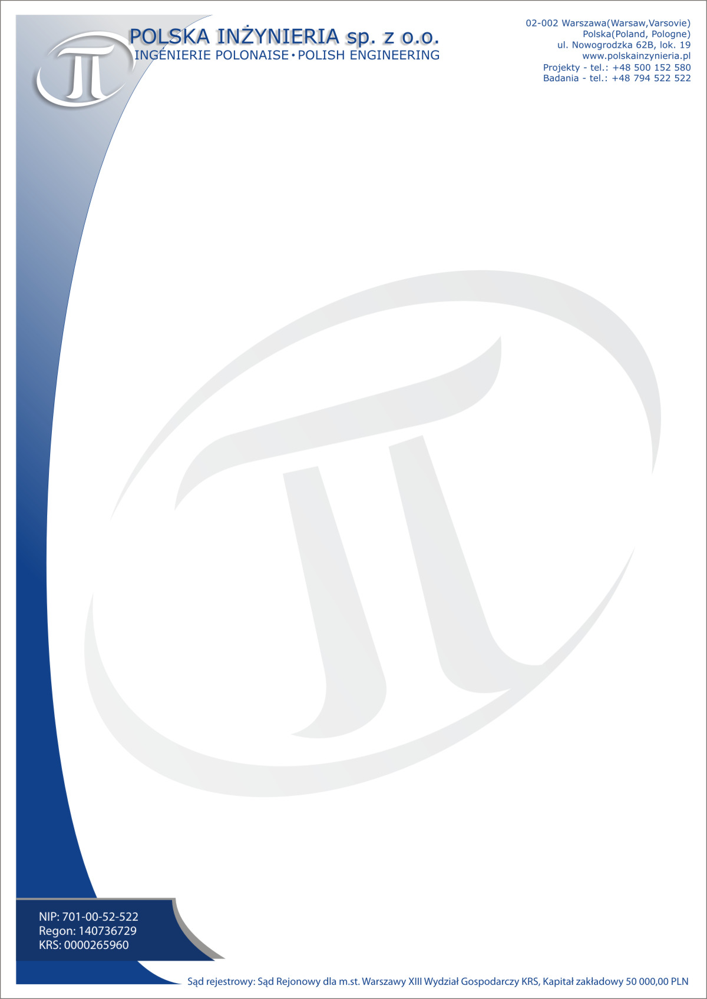 POLSKA INŻYNIERIA sp. z o.o.
INGÉNIERIE POLONAISE • POLISH ENGINEERING
02-002 Warszawa(Warsaw,Varsovie)
Polska(Poland, Pologne)
ul. Nowogrodzka 62B, lok. 19
www.polskainzynieria.pl
Projekty - tel.: +48 500 152 580
Badania - tel.: +48 794 522 522
NIP: 701-00-52-522
Regon: 140736729
KRS: 0000265960
Sąd rejestrowy: Sąd Rejonowy dla m.st. Warszawy XIII Wydział Gospodarczy KRS, Kapitał zakładowy 50 000,00 PLN